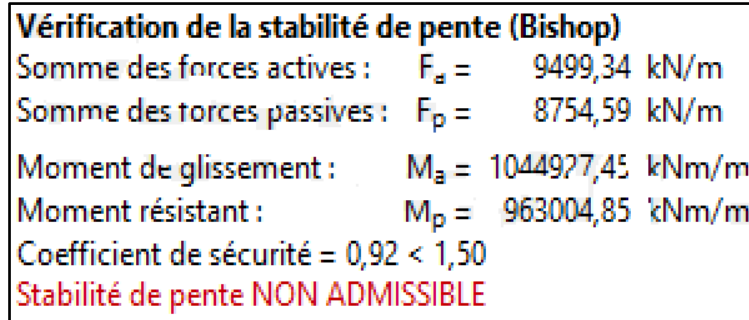 Vérification de la stabilité de pente (Bishop)
Somme des forces actives : Fa = 9499,34 kN/m
Somme des forces passives : Fp = 8754,59 kN/m
Moment de glissement : Ma = 1044927,45 kNm/m
Moment résistant : Mp = 963004,85 kNm/m
Coefficient de sécurité = 0,92 < 1,50
Stabilité de pente NON ADMISSIBLE